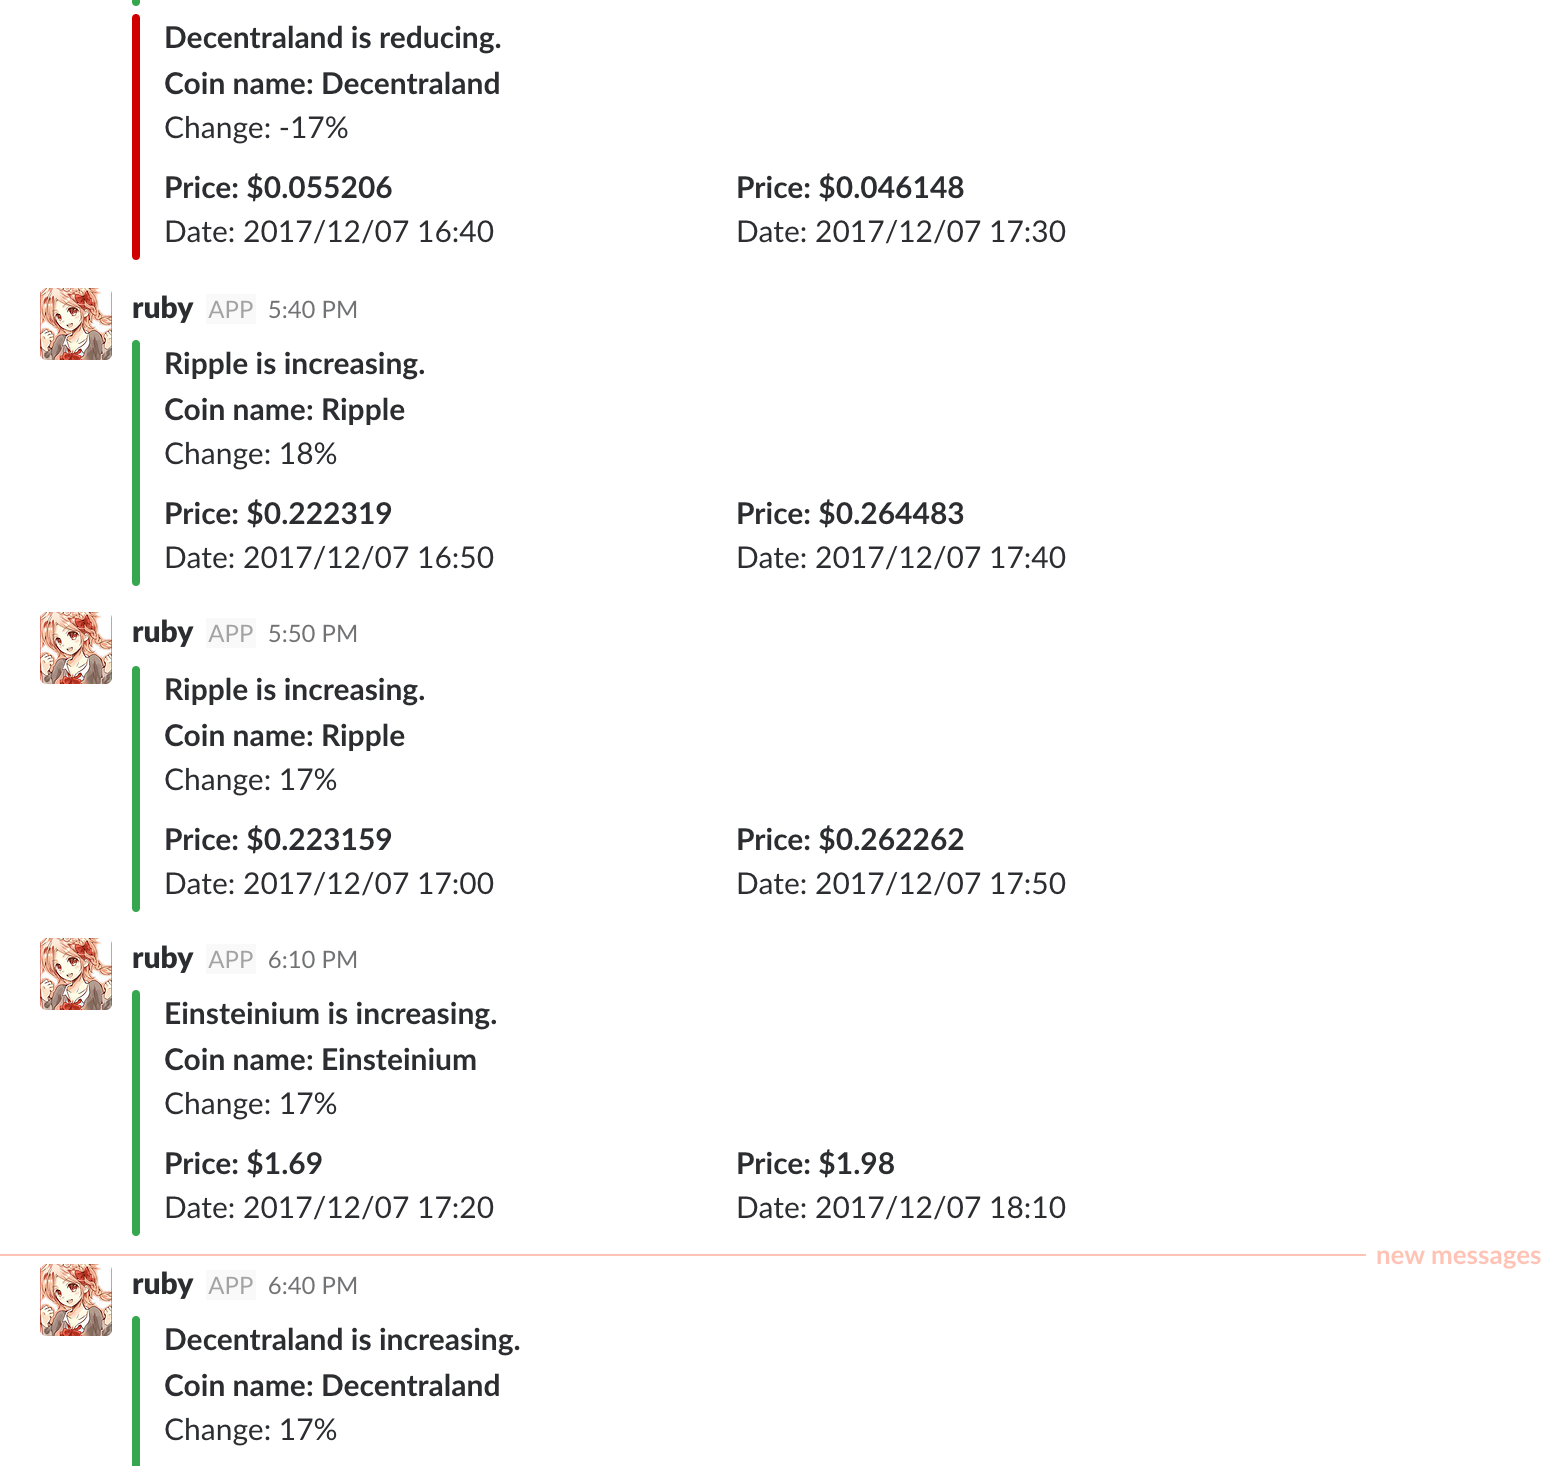 Decentraland is reducing.
Coin name: Decentraland
Change: -17%
Price: $0.055206 Price: $0.046148
Date: 2017/12/07 16:40 Date: 2017/12/07 17:30
ruby APP 5:40 PM
Ripple is increasing.
Coin name: Ripple
Change: 18%
Price: $0.222319 Price: $0.264483
Date: 2017/12/07 16:50 Date: 2017/12/07 17:40
ruby APP 5:50 PM
Ripple is increasing.
Coin name: Ripple
Change: 17%
Price: $0.223159 Price: $0.262262
Date: 2017/12/07 17:00 Date: 2017/12/07 17:50
ruby APP 6:10 PM
Einsteinium is increasing.
Coin name: Einsteinium
Change: 17%
Price: $1.69 Price: $1.98
Date: 2017/12/07 17:20 Date: 2017/12/07 18:10
new messages
ruby APP 6:40 PM
Decentraland is increasing.
Coin name: Decentraland
Change: 17%